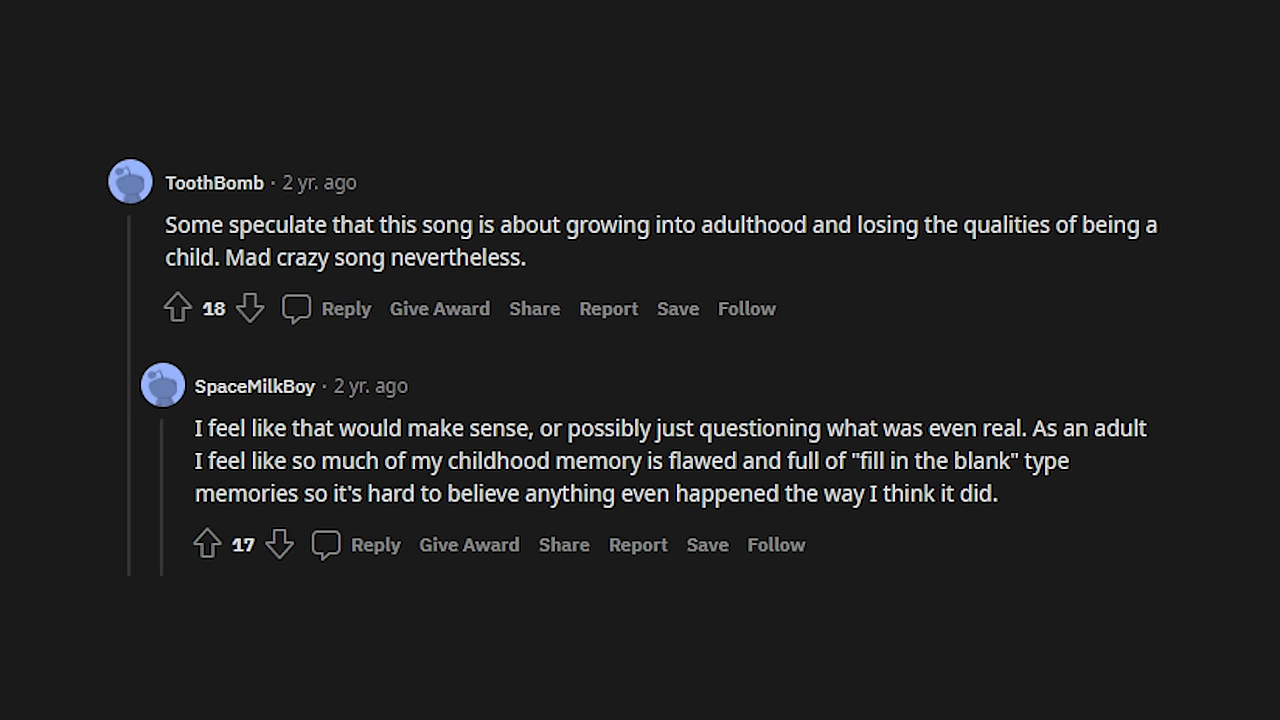 ToothBomb · 2 yr. ago
Some speculate that this song is about growing into adulthood and losing the qualities of being a
child. Mad crazy song nevertheless.
18 Reply Give Award Share Report Save Follow
SpaceMilkBoy · 2 yr. ago
I feel like that would make sense, or possibly just questioning what was even real. As an adult
I feel like so much of my childhood memory is flawed and full of "fill in the blank" type
memories so it's hard to believe anything even happened the way I think it did.
17 Reply Give Award Share Report Save Follow